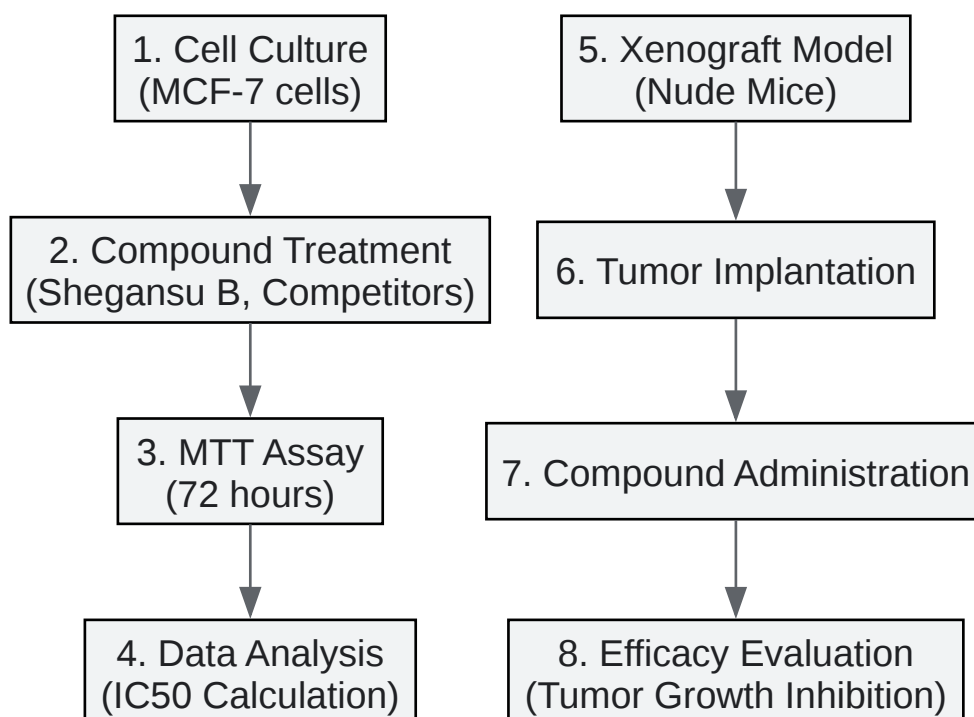 1. Cell Culture
(MCF-7 cells)
2. Compound Treatment
(Shegansu B, Competitors)
3. MTT Assay
(72 hours)
4. Data Analysis
(IC50 Calculation)
5. Xenograft Model
(Nude Mice)
6. Tumor Implantation
7. Compound Administration
8. Efficacy Evaluation
(Tumor Growth Inhibition)